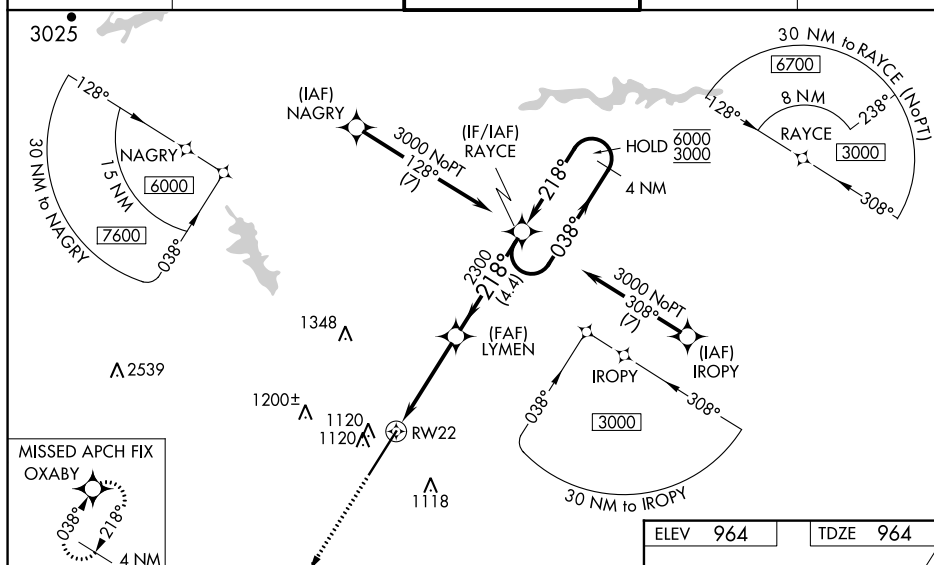 3025
128°
NAGRY
6000
15 NM
7600
30 NM to NAGRY
038°
(IAF)
NAGRY
3000 NoPT
128°
(7)
(IF/IAF)
RAYCE
HOLD 6000
3000
4 NM
218°
038°
2300
218°
(4.4)
30 NM to RAYCE (NoPT)
6700
128°
8 NM
238°
RAYCE
3000
308°
3000 NoPT
308°
(7)
(IAF)
IROPY
(FAF)
LYMEN
1348
2539
1200±
1120
1120
RW22
1118
IROPY
038°
308°
3000
30 NM to IROPY
MISSED APCH FIX
OXABY
038°
218°
4 NM
ELEV 964
TDZE 964